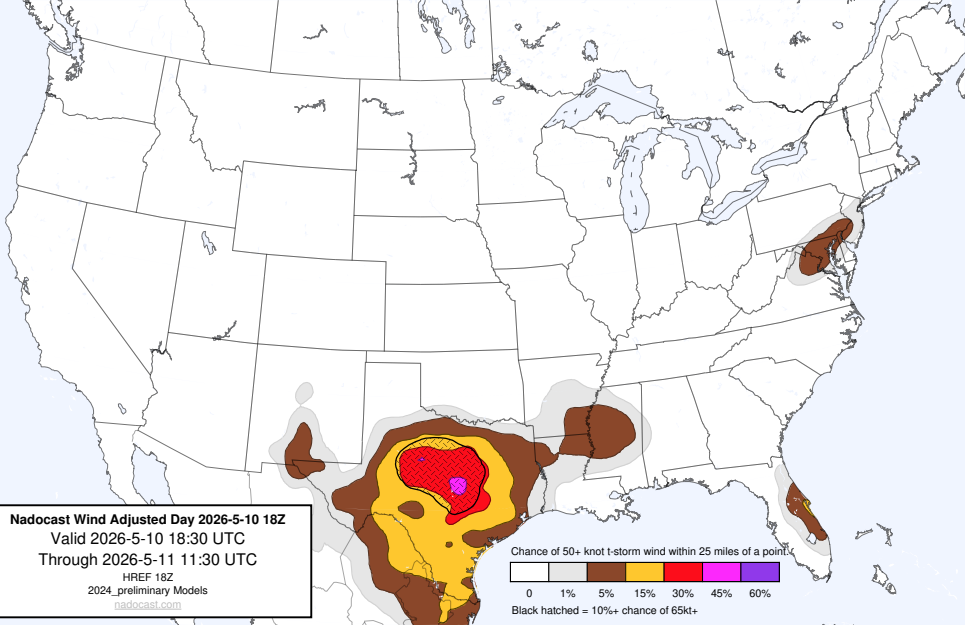 Nadocast Wind Adjusted Day 2026-5-10 18Z
Valid 2026-5-10 18:30 UTC
Through 2026-5-11 11:30 UTC
HREF 18Z
2024_preliminary Models
nadocast.com
Chance of 50+ knot t-storm wind within 25 miles of a point.
0 1% 5% 15% 30% 45% 60%
Black hatched = 10%+ chance of 65kt+